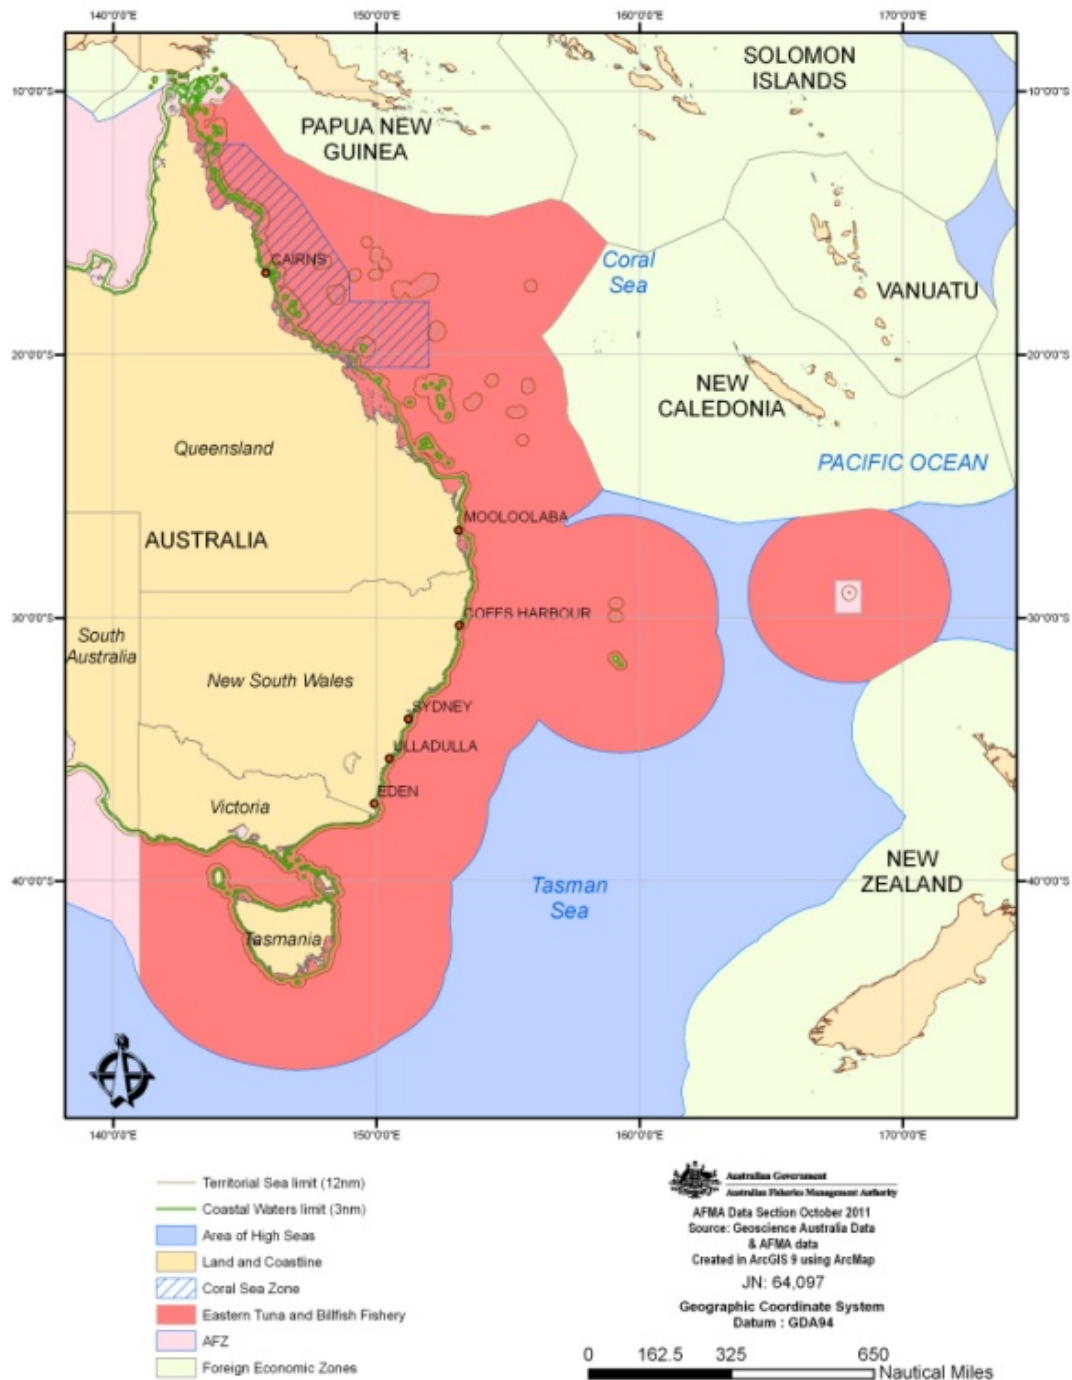 140°0'0"E 150°0'0"E 160°0'0"E 170°0'0"E
SOLOMON
ISLANDS
10°0'0"S 10°0'0"S
PAPUA NEW
GUINEA
CAIRNS
Coral
Sea
VANUATU
20°0'0"S 20°0'0"S
NEW
CALEDONIA
Queensland
PACIFIC OCEAN
MOOLOOLABA
AUSTRALIA
COFFS HARBOUR
30°0'0"S 30°0'0"S
South
Australia
New South Wales
SYDNEY
ULLADULLA
EDEN
Victoria
NEW
ZEALAND
40°0'0"S 40°0'0"S
Tasman
Sea
Tasmania
140°0'0"E 150°0'0"E 160°0'0"E 170°0'0"E
Territorial Sea limit (12nm)
Coastal Waters limit (3nm)
Area of High Seas
Land and Coastline
Coral Sea Zone
Eastern Tuna and Billfish Fishery
AFZ
Foreign Economic Zones
Australian Government
Australian Fisheries Management Authority
AFMA Data Section October 2011
Source: Geoscience Australia Data
& AFMA data
Created in ArcGIS 9 using ArcMap
JN: 64,097
Geographic Coordinate System
Datum : GDA94
0 162.5 325 650
Nautical Miles